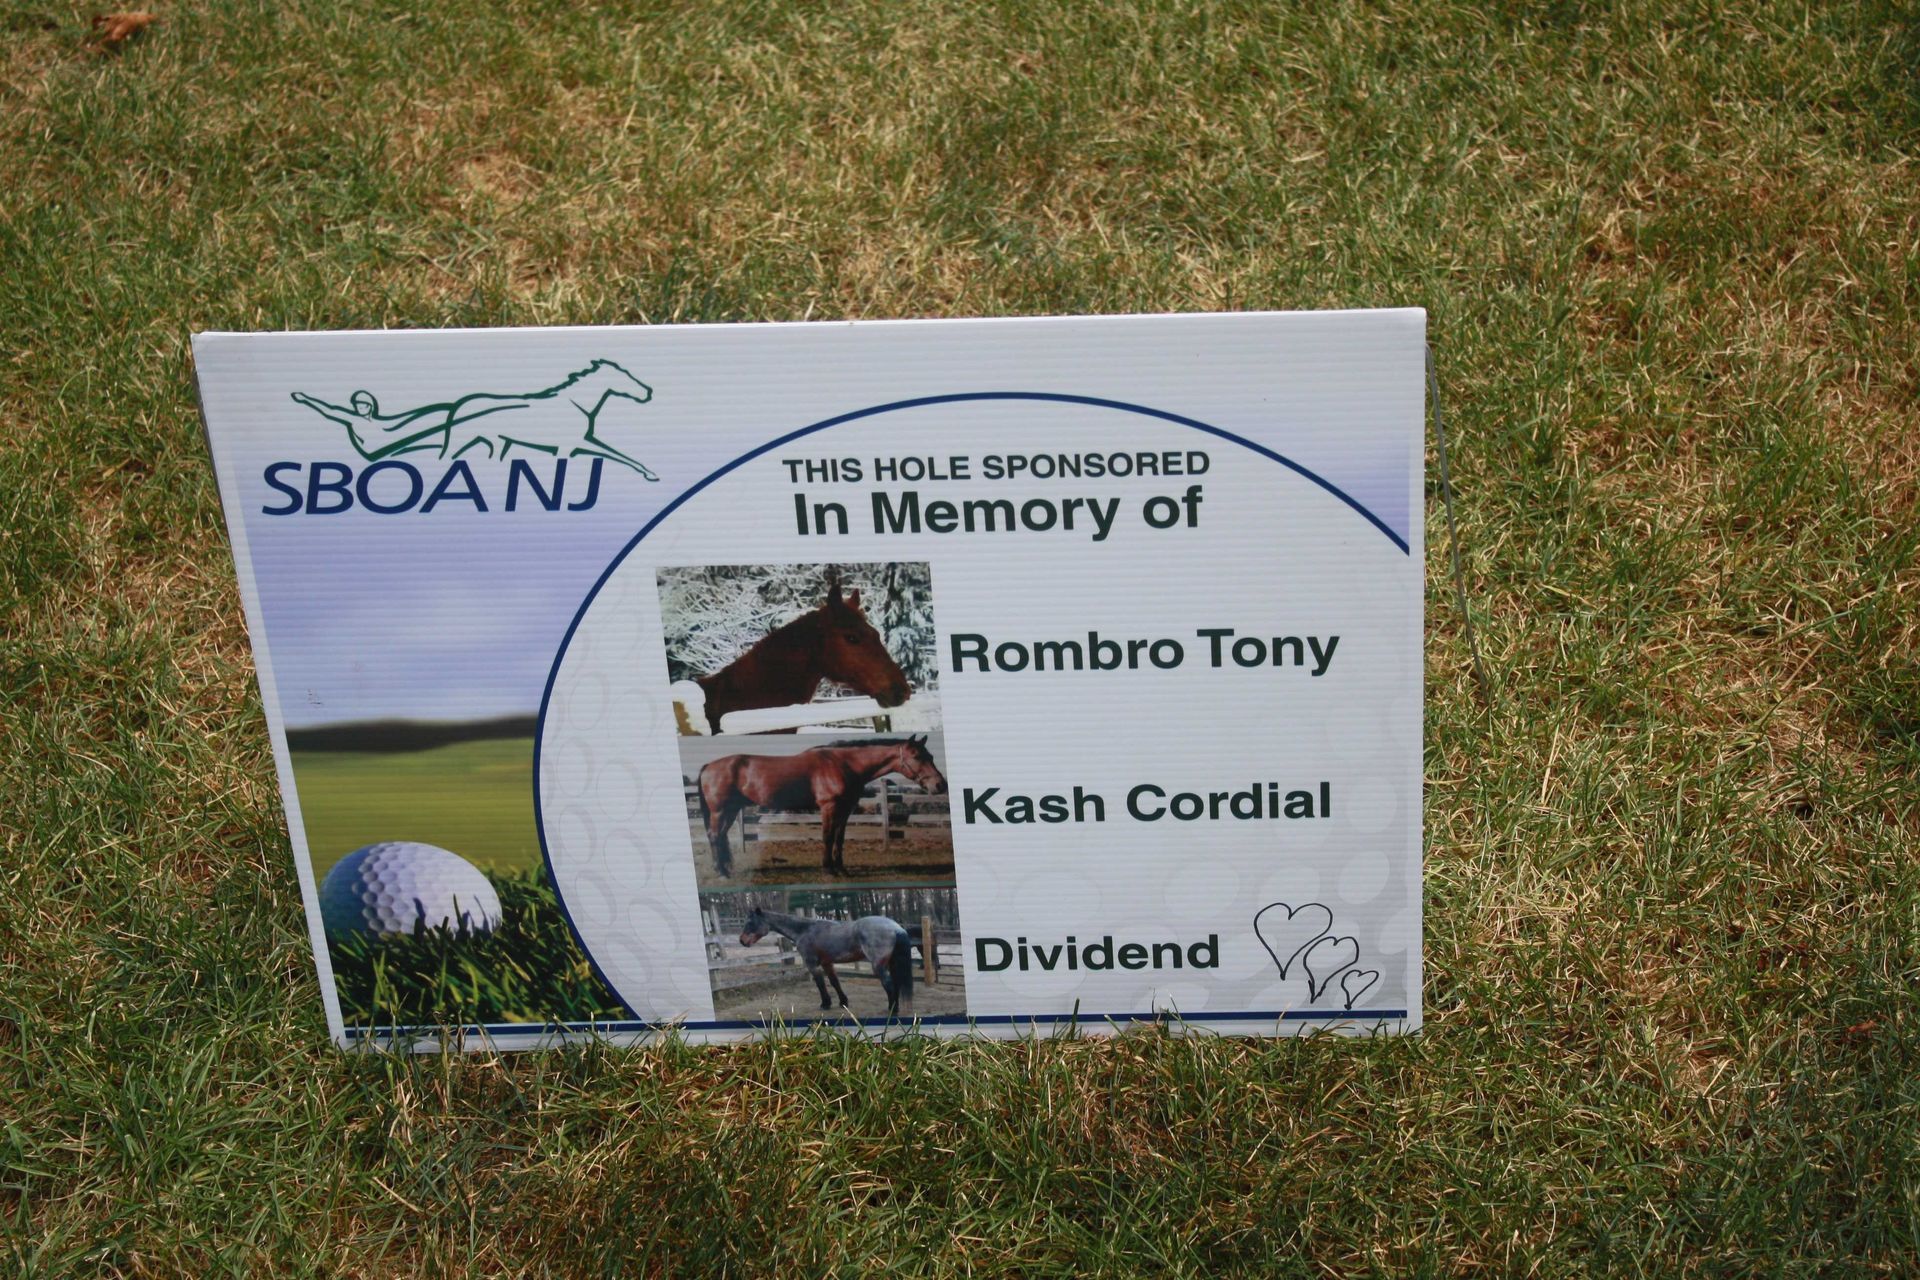 SBOA NJ
THIS HOLE SPONSORED
In Memory of
Rombro Tony
Kash Cordial
Dividend